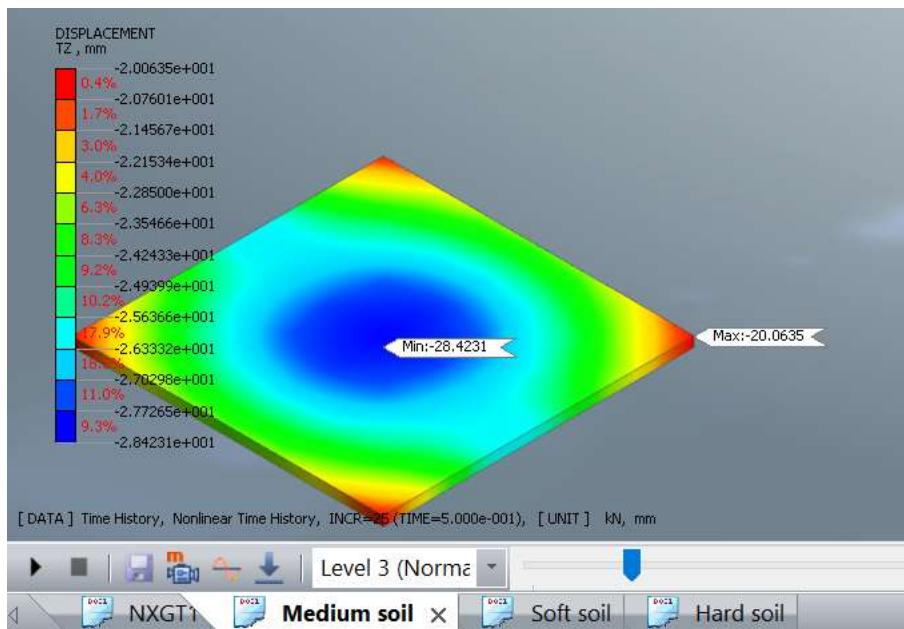 DISPLACEMENT
TZ , mm
-2.00635e+001
0.4%
-2.07601e+001
1.7%
-2.14567e+001
3.0%
-2.21534e+001
4.0%
-2.28500e+001
6.3%
-2.35466e+001
8.3%
-2.42433e+001
9.2%
-2.49399e+001
10.2%
-2.56366e+001
17.9%
-2.63332e+001
-2.70298e+001
11.0%
-2.77265e+001
9.3%
-2.84231e+001
Min:-28.4231
Max:-20.0635
[ DATA ] Time History, Nonlinear Time History, INCR=25 (TIME=5.000e-001), [ UNIT ] kN, mm
m
Level 3 (Norma
NXGT1
Medium soil
Soft soil
Hard soil